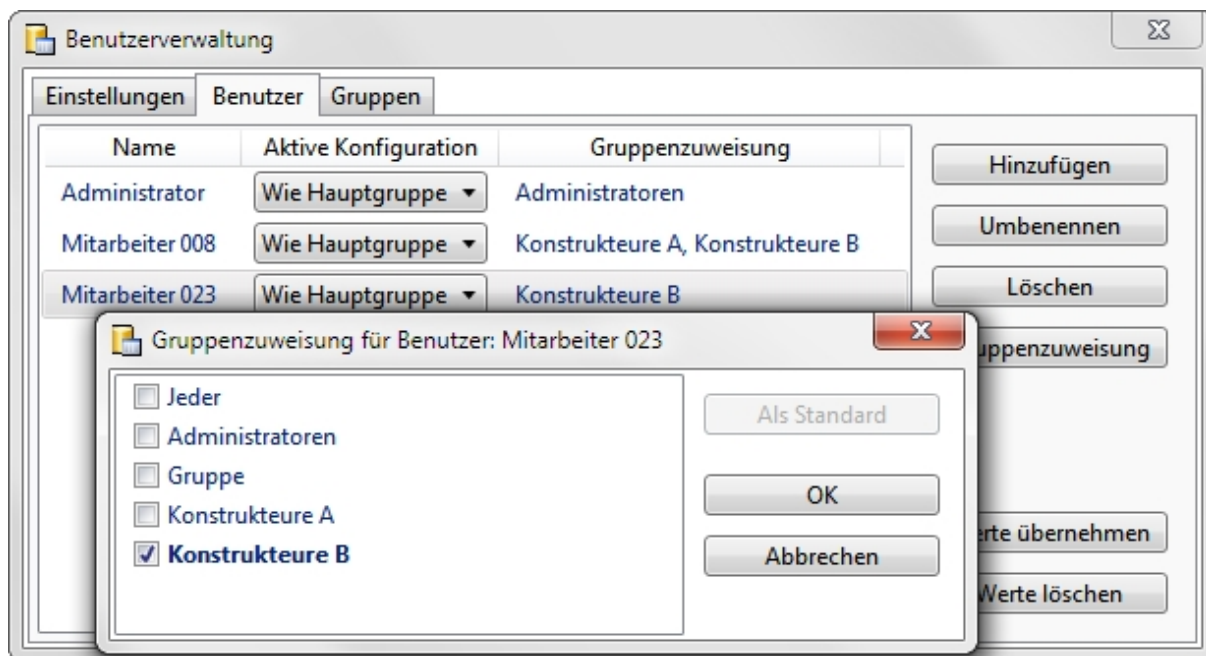 Benutzerverwaltung
Einstellungen Benutzer Gruppen
Name Aktive Konfiguration Gruppenzuweisung
Administrator Wie Hauptgruppe Administratoren
Mitarbeiter 008 Wie Hauptgruppe Konstrukteure A, Konstrukteure B
Mitarbeiter 023 Wie Hauptgruppe Konstrukteure B
Hinzufügen
Umbenennen
Löschen
uppenzuweisung
Gruppenzuweisung für Benutzer: Mitarbeiter 023
Jeder
Administratoren
Gruppe
Konstrukteure A
Konstrukteure B
Als Standard
OK
Abbrechen
erte übernehmen
Werte löschen